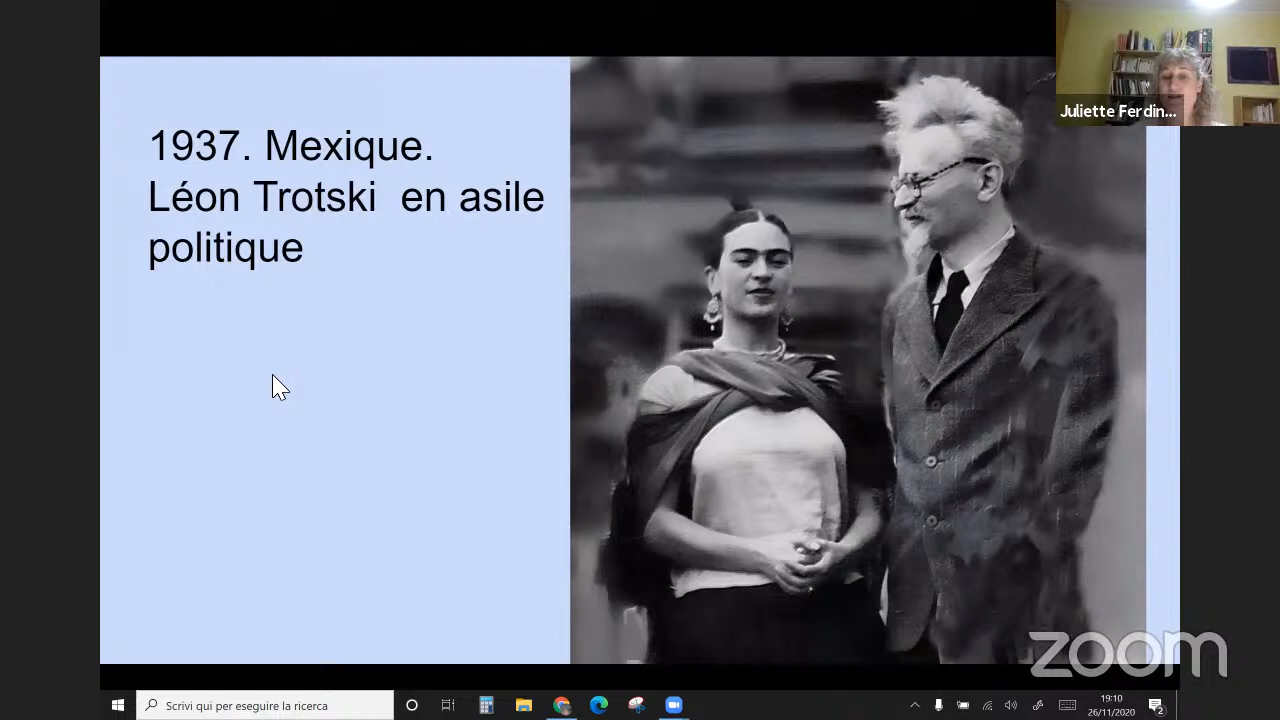 1937. Mexique.
Léon Trotski  en asile
politique
Juliette Ferdin...
zoom
Scrivi qui per eseguire la ricerca
19:10
26/11/2020
2